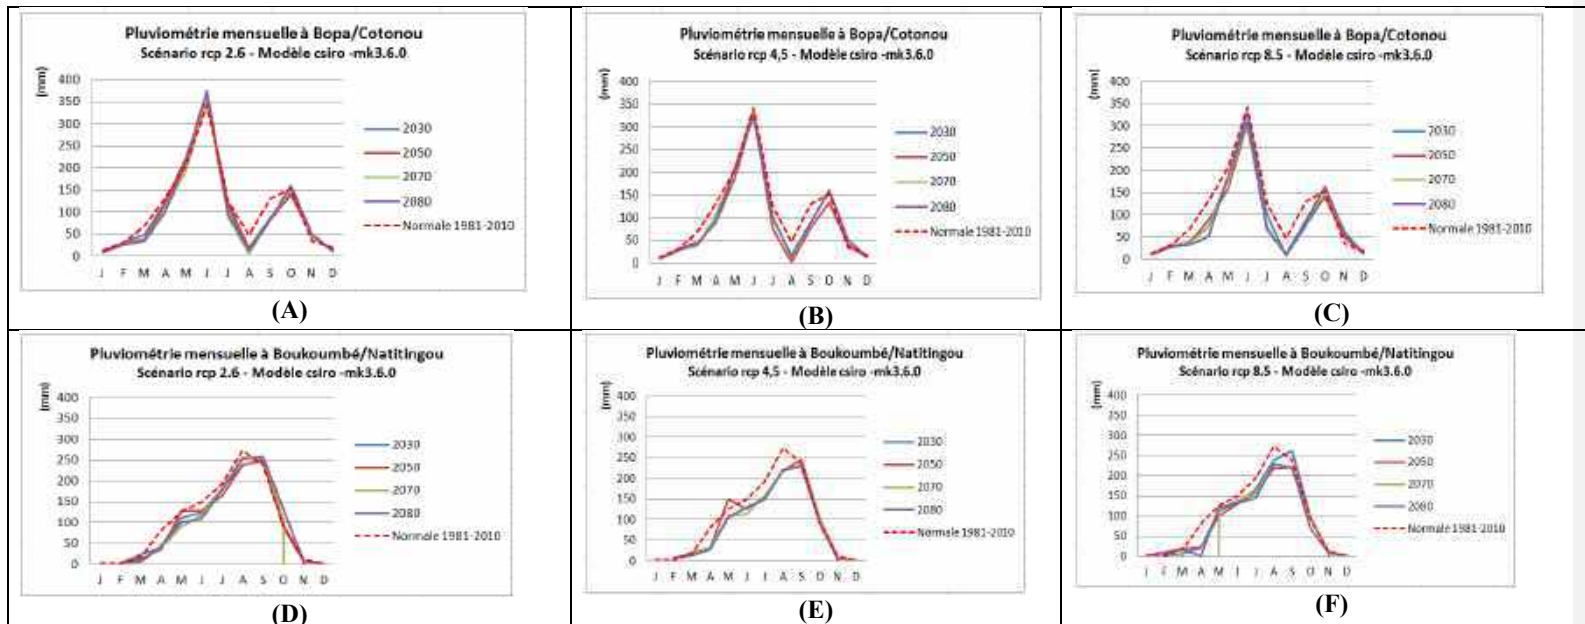 Pluviométrie mensuelle à Bopa/Cotonou
Scénario rcp 2.6 - Modèle csiro -mk3.6.0
(mm)
400
350
300
250
200
150
100
50
0
J F M A M J J A S O N D
2030
2050
2070
2080
Normale 1981-2010
(A)
Pluviométrie mensuelle à Bopa/Cotonou
Scénario rcp 4,5 - Modèle csiro -mk3.6.0
(mm)
400
350
300
250
200
150
100
50
0
J F M A M J J A S O N D
2030
2050
2070
2080
Normale 1981-2010
(B)
Pluviométrie mensuelle à Bopa/Cotonou
Scénario rcp 8.5 - Modèle csiro -mk3.6.0
(mm)
400
350
300
250
200
150
100
50
0
J F M A M J J A S O N D
2030
2050
2070
2080
Normale 1981-2010
(C)
Pluviométrie mensuelle à Boukoumbé/Natitingou
Scénario rcp 2.6 - Modèle csiro -mk3.6.0
(mm)
400
350
300
250
200
150
100
50
0
J F M A M J J A S O N D
2030
2050
2070
2080
Normale 1981-2010
(D)
Pluviométrie mensuelle à Boukoumbé/Natitingou
Scénario rcp 4,5 - Modèle csiro -mk3.6.0
(mm)
400
350
300
250
200
150
100
50
0
J F M A M J J A S O N D
2030
2050
2070
2080
Normale 1981-2010
(E)
Pluviométrie mensuelle à Boukoumbé/Natitingou
Scénario rcp 8.5 - Modèle csiro -mk3.6.0
(mm)
400
350
300
250
200
150
100
50
0
J F M A M J J A S O N D
2030
2050
2070
2080
Normale 1981-2010
(F)